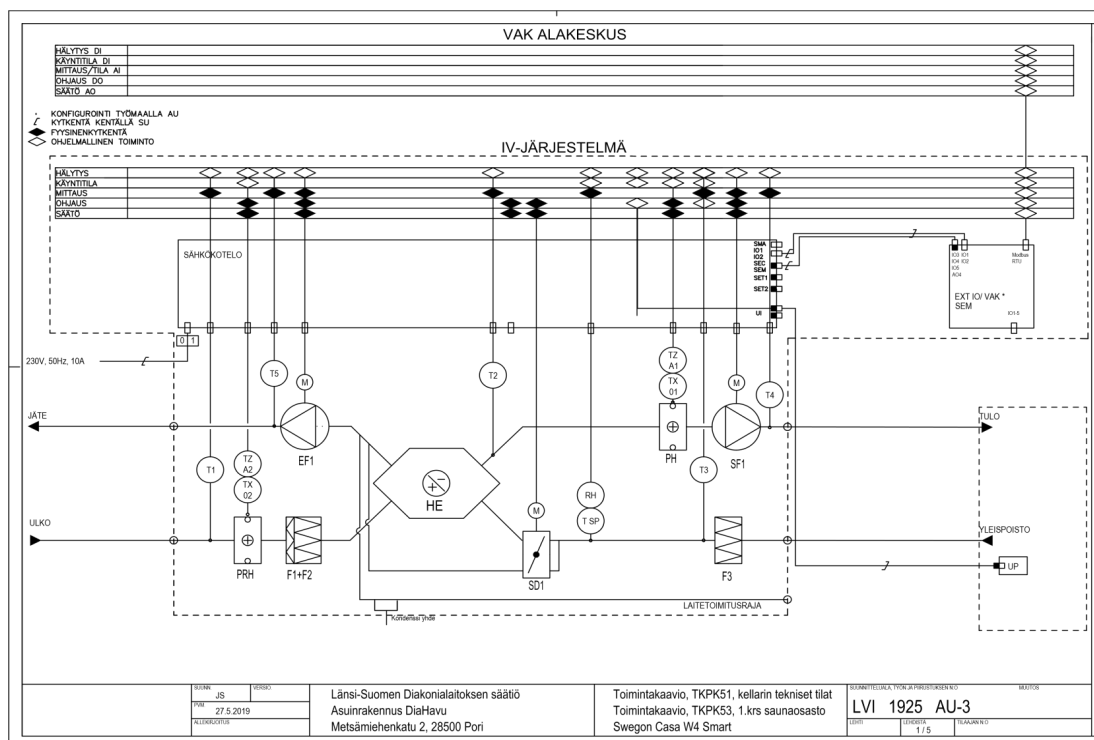 VAK ALAKESKUS
HÄLYTYS DI
KÄYNTITILA DI
MITTAUS/TILA AI
OHJAUS DO
SÄÄTÖ AO
KONFIGUROINTI TYÖMAALLA AU
KYTKENTÄ KENTÄLLÄ SU
FYYSINENKYTKENTÄ
OHJELMALLINEN TOIMINTO
IV-JÄRJESTELMÄ
HÄLYTYS
KÄYNTITILA
MITTAUS
OHJAUS
SÄÄTÖ
SÄHKÖKOTELO
SMA
IO1
IO2
SEC
SEM
SET1
SET2
UI
IO3 IO1
IO4 IO2
IO5
AO4
Modbus
RTU
EXT IO/ VAK *
SEM
IO1-5
0 1
230V, 50Hz, 10A
T5
M
T2
TZ
A1
TX
01
M
T4
JÄTE
EF1
PH
SF1
TULO
T1
TZ
A2
TX
02
HE
M
RH
T SP
T3
ULKO
YLEISPOISTO
PRH
F1+F2
SD1
F3
UP
LAITETOIMITUSRAJA
Kondenssi yhde
SUUNN.
JS
VERSIO
PVM.
27.5.2019
ALLEKIRJOITUS
Länsi-Suomen Diakonialaitoksen säätiö
Asuinrakennus DiaHavu
Metsämiehenkatu 2, 28500 Pori
Toimintakaavio, TKPK51, kellarin tekniset tilat
Toimintakaavio, TKPK53, 1.krs saunaosasto
Swegon Casa W4 Smart
SUUNNITTELUALA, TYÖN JA PIIRUSTUKSEN N:O
MUUTOS
LVI 1925 AU-3
LEHTI
LEHDISTÄ
1 / 5
TILAAJAN N:O